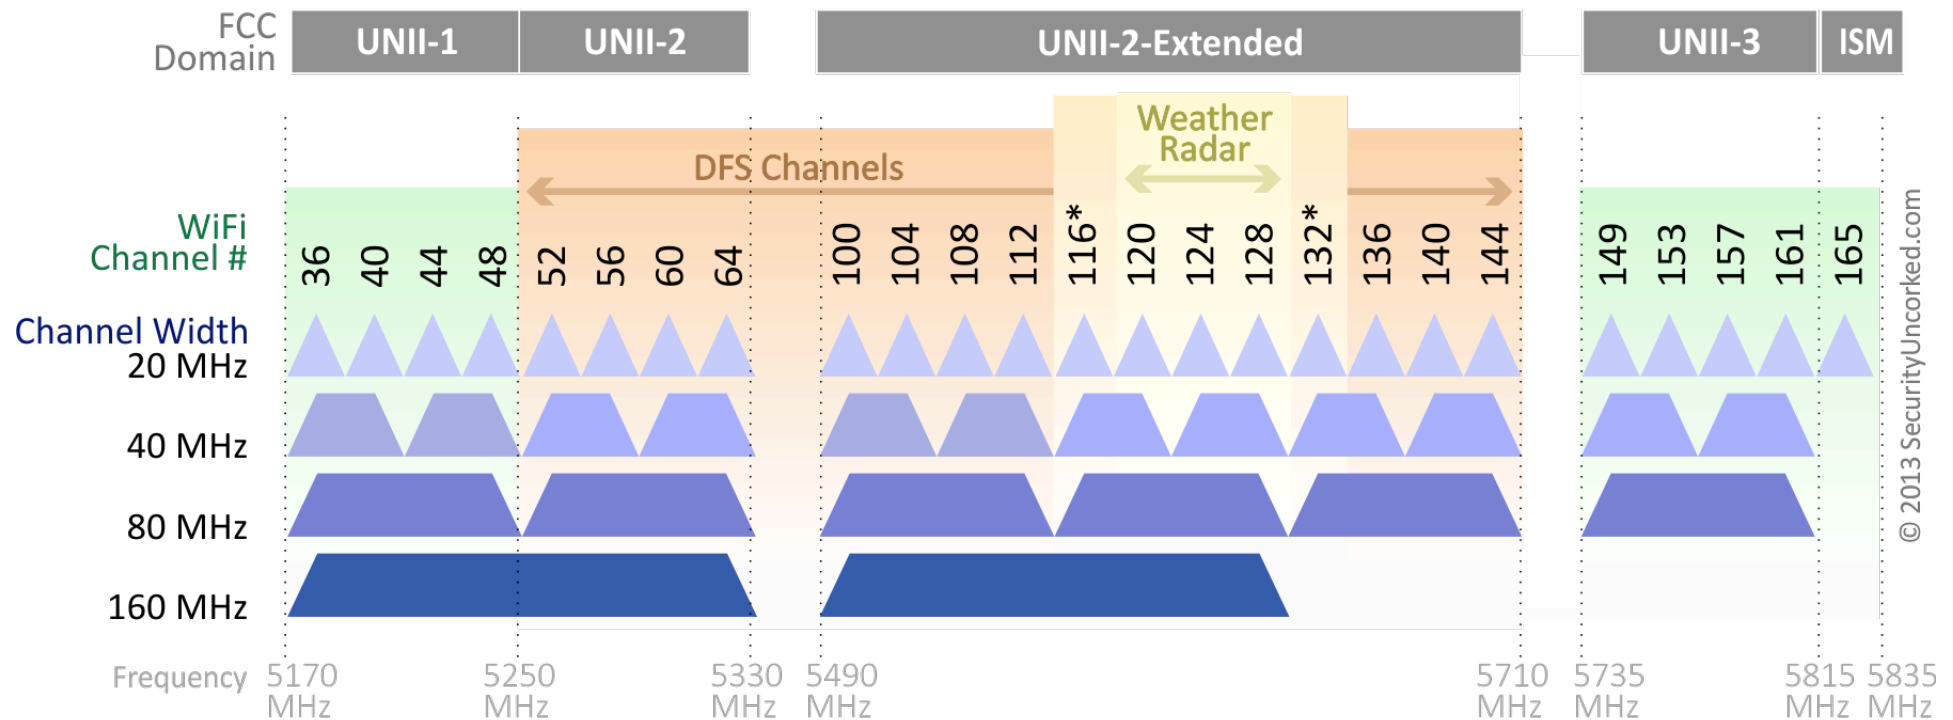 FCC
Domain
UNII-1
UNII-2
UNII-2-Extended
UNII-3
ISM
Weather
Radar
DFS Channels
WiFi
Channel #
36
40
44
48
52
56
60
64
100
104
108
112
116*
120
124
128
132*
136
140
144
149
153
157
161
165
Channel Width
20 MHz
40 MHz
80 MHz
160 MHz
Frequency
5170
MHz
5250
MHz
5330
MHz
5490
MHz
5710
MHz
5735
MHz
5815
MHz
5835
MHz
© 2013 SecurityUncorked.com